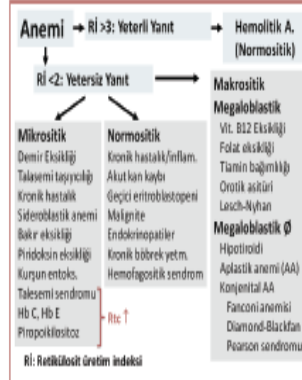 Anemi
Rİ >3: Yeterli Yanıt
Hemolitik A.
(Normositik)
Rİ <2: Yetersiz Yanıt
Mikrositik
Demir Eksikliği
Talasemi taşıyıcılığı
Kronik hastalık
Sideroblastik anemi
Bakır eksikliği
Piridoksin eksikliği
Kurşun entoks.
Talesemi sendromu
Hb C, Hb E
Piropoikilositoz
Rtc ↑
Normositik
Kronik hastalık/inflam.
Akut kan kaybı
Geçici eritroblastopeni
Malignite
Endokrinopatiler
Kronik böbrek yetm.
Hemofagositik sendrom
Makrositik
Megaloblastik
Vit. B12 Eksikliği
Folat eksikliği
Tiamin bağımlılığı
Orotik asitüri
Lesch-Nyhan
Megaloblastik Ø
Hipotiroidi
Aplastik anemi (AA)
Konjenital AA
Fanconi anemisi
Diamond-Blackfan
Pearson sendromu
Rİ: Retikülosit üretim indeksi